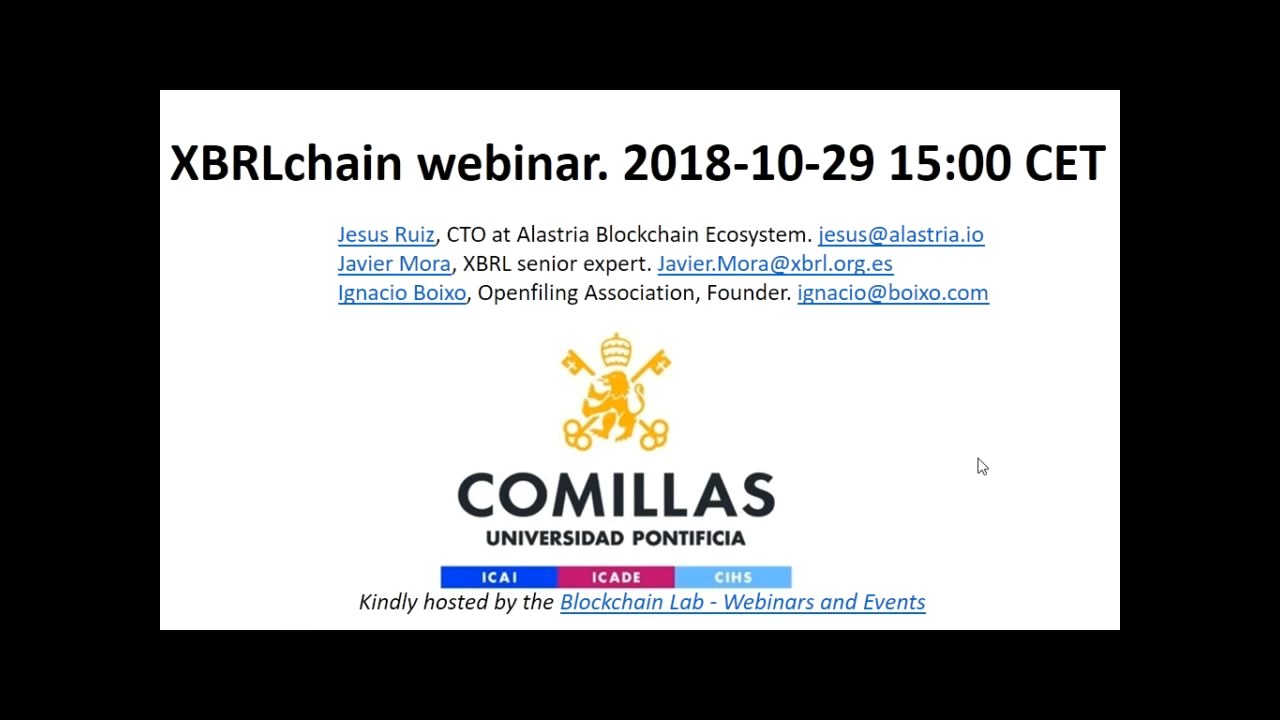 XBRLchain webinar. 2018-10-29 15:00 CET
Jesus Ruiz, CTO at Alastria Blockchain Ecosystem. jesus@alastria.io
Javier Mora, XBRL senior expert. Javier.Mora@xbrl.org.es
Ignacio Boixo, Openfiling Association, Founder. ignacio@boixo.com
COMILLAS
UNIVERSIDAD PONTIFICIA
ICAI ICADE CIHS
Kindly hosted by the Blockchain Lab - Webinars and Events